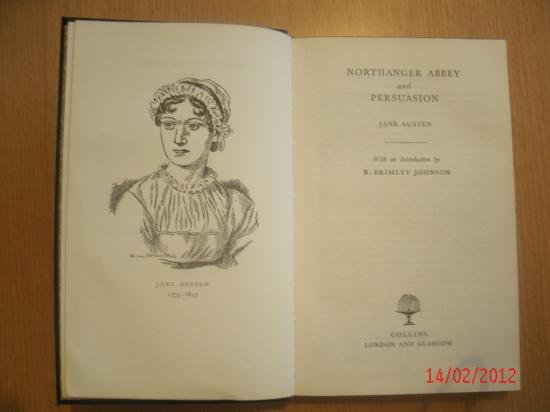 JANE AUSTEN
1775-1817
NORTHANGER ABBEY
and
PERSUASION
JANE AUSTEN
With an Introduction by
R. BRIMLEY JOHNSON
COLLINS
LONDON AND GLASGOW
14/02/2012